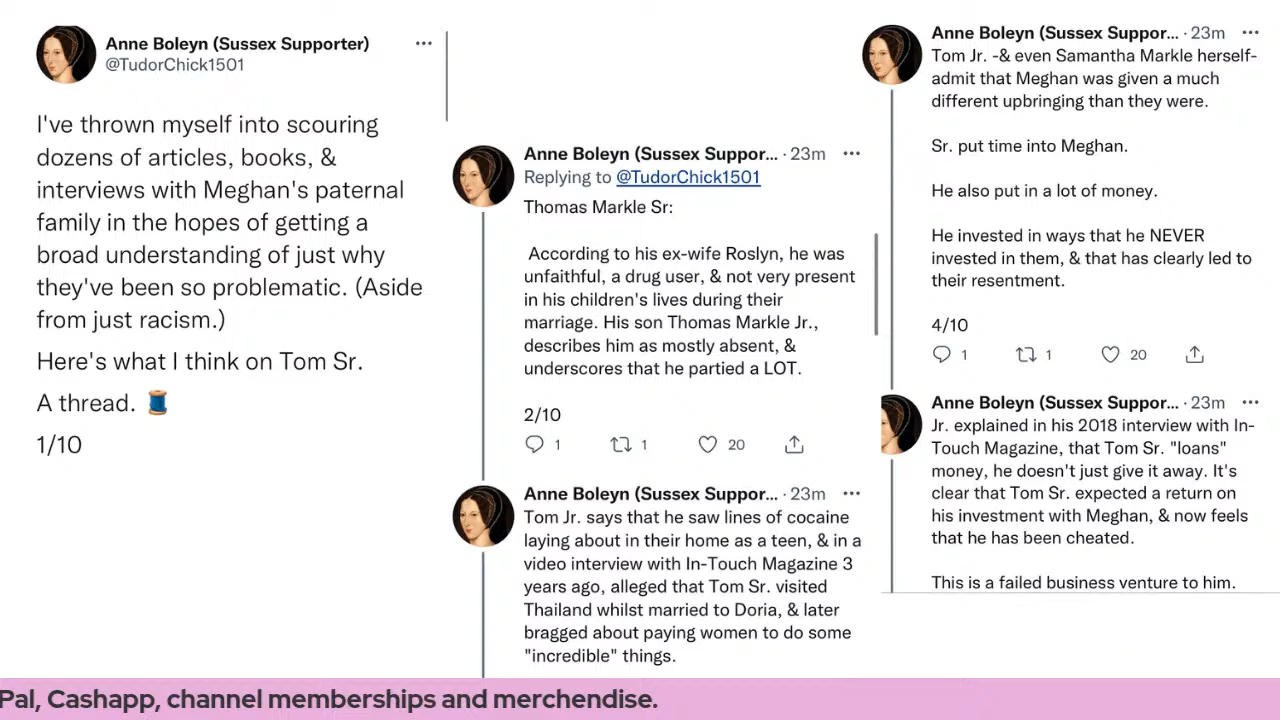 Anne Boleyn (Sussex Supporter)
@TudorChick1501
I've thrown myself into scouring
dozens of articles, books, &
interviews with Meghan's paternal
family in the hopes of getting a
broad understanding of just why
they've been so problematic. (Aside
from just racism.)
Here's what I think on Tom Sr.
A thread. 🧵
1/10
Anne Boleyn (Sussex Suppor... · 23m
Replying to @TudorChick1501
Thomas Markle Sr:
According to his ex-wife Roslyn, he was
unfaithful, a drug user, & not very present
in his children's lives during their
marriage. His son Thomas Markle Jr.,
describes him as mostly absent, &
underscores that he partied a LOT.
2/10
1 1 20
Anne Boleyn (Sussex Suppor... · 23m
Tom Jr. says that he saw lines of cocaine
laying about in their home as a teen, & in a
video interview with In-Touch Magazine 3
years ago, alleged that Tom Sr. visited
Thailand whilst married to Doria, & later
bragged about paying women to do some
"incredible" things.
Anne Boleyn (Sussex Suppor... · 23m
Tom Jr. -& even Samantha Markle herself-
admit that Meghan was given a much
different upbringing than they were.
Sr. put time into Meghan.
He also put in a lot of money.
He invested in ways that he NEVER
invested in them, & that has clearly led to
their resentment.
4/10
1 1 20
Anne Boleyn (Sussex Suppor... · 23m
Jr. explained in his 2018 interview with In-
Touch Magazine, that Tom Sr. "loans"
money, he doesn't just give it away. It's
clear that Tom Sr. expected a return on
his investment with Meghan, & now feels
that he has been cheated.
This is a failed business venture to him.
Pal, Cashapp, channel memberships and merchendise.